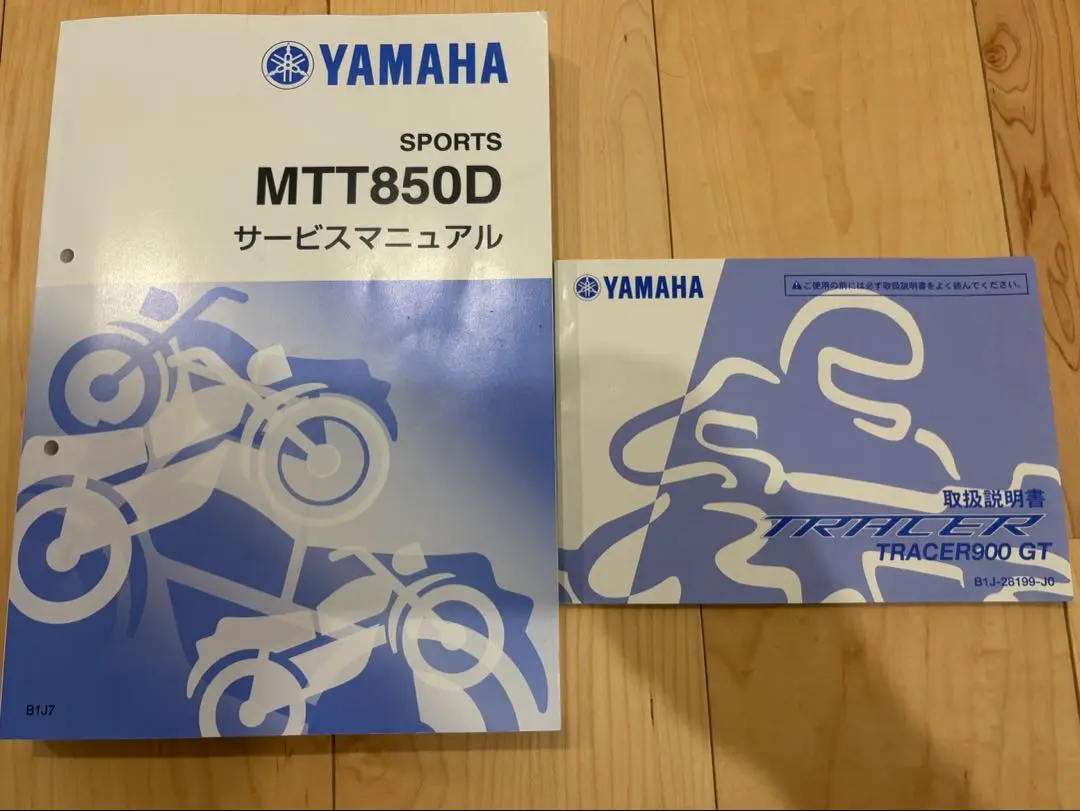 YAMAHA
SPORTS
MTT850D
サービスマニュアル
B1J7
YAMAHA
⚠ご使用の前には必ず取扱説明書をよく読んでください。
取扱説明書
TRACER
TRACER900 GT
B1J-28199-J0